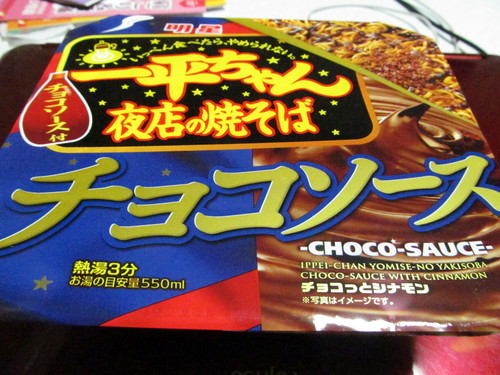 明星
いっぺん食べたら、やめられない。
一平ちゃん
夜店の焼そば
チョコソース付
チョコソース
-CHOCO-SAUCE-
IPPEI-CHAN YOMISE-NO YAKISOBA
CHOCO-SAUCE WITH CINNAMON
チョコっとシナモン
※写真はイメージです。
熱湯3分
お湯の目安量550ml